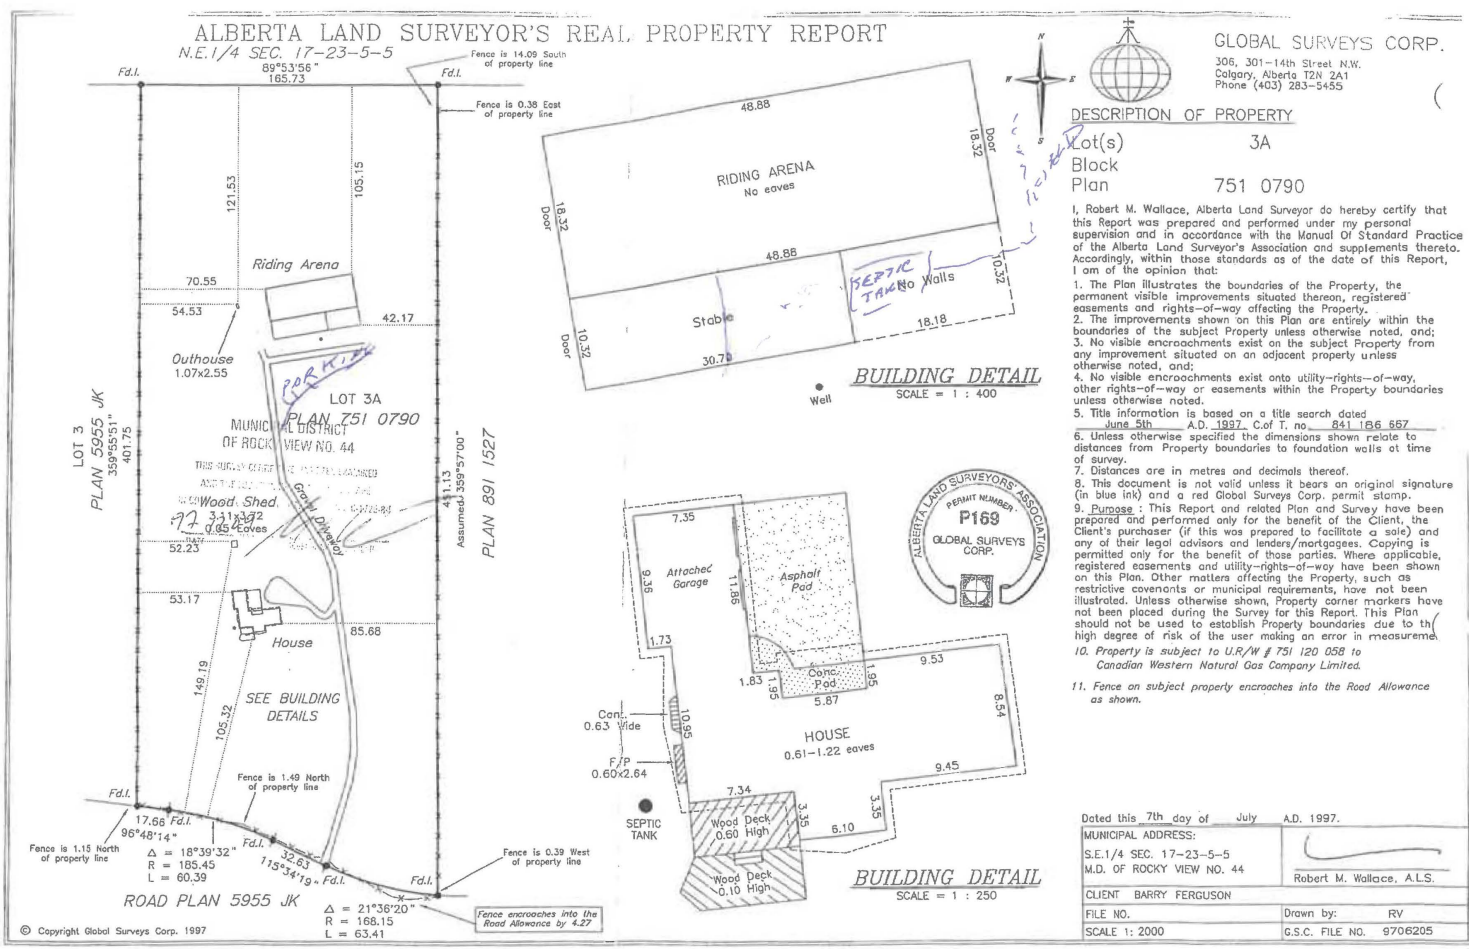 ALBERTA LAND SURVEYOR'S REAL PROPERTY REPORT
N.E.1/4 SEC. 17-23-5-5
89°53'56"
165.73
Fd.I.
Fd.I.
Fence is 14.09 South
of property line
Fence is 0.38 East
of property line
121.53
105.15
Riding Arena
70.55
54.53
42.17
Outhouse
1.07x2.55
PARKING
LOT 3A
PLAN 751 0790
MUNICIPAL DISTRICT
OF ROCKY VIEW NO. 44
LOT 3
PLAN 5955 JK
359°55'51"
401.75
451.13
Assumed 359°57'00"
PLAN 891 1527
Wood Shed
3.11x3.72
0.05 Eaves
Gravel Driveway
52.23
53.17
85.68
House
149.19
105.32
SEE BUILDING
DETAILS
Fence is 1.49 North
of property line
Fd.I.
17.66
Fd.I.
96°48'14"
Fence is 1.15 North
of property line
Δ = 18°39'32"
R = 185.45
L = 60.39
Fd.I.
32.63
115°34'19"
Fd.I.
Fd.I.
Fence is 0.39 West
of property line
ROAD PLAN 5955 JK
Δ = 21°36'20"
R = 168.15
L = 63.41
Fence encroaches into the
Road Allowance by 4.27
© Copyright Global Surveys Corp. 1997
48.88
Door
18.32
RIDING ARENA
No eaves
Door
18.32
48.88
SEPTIC
TANK
No Walls
10.32
Stable
18.18
Door
10.32
30.70
Well
BUILDING DETAIL
SCALE = 1 : 400
N
W
E
S
7.35
Attached
Garage
9.36
11.86
Asphalt
Pad
1.73
1.83
1.95
Conc.
Pad
1.95
5.87
9.53
8.54
Cant.
0.63 Wide
10.95
HOUSE
0.61-1.22 eaves
F/P
0.60x2.64
9.45
7.34
3.35
3.35
6.10
SEPTIC
TANK
Wood Deck
0.60 High
Wood Deck
0.10 High
BUILDING DETAIL
SCALE = 1 : 250
ALBERTA LAND SURVEYORS' ASSOCIATION
PERMIT NUMBER
P169
GLOBAL SURVEYS
CORP.
GLOBAL SURVEYS CORP.
306, 301-14th Street N.W.
Calgary, Alberta T2N 2A1
Phone (403) 283-5455
DESCRIPTION OF PROPERTY
Lot(s) 3A
Block
Plan 751 0790
I, Robert M. Wallace, Alberta Land Surveyor do hereby certify that
this Report was prepared and performed under my personal
supervision and in accordance with the Manual Of Standard Practice
of the Alberta Land Surveyor's Association and supplements thereto.
Accordingly, within those standards as of the date of this Report,
I am of the opinion that:
1. The Plan illustrates the boundaries of the Property, the
permanent visible improvements situated thereon, registered
easements and rights-of-way affecting the Property.
2. The improvements shown on this Plan are entirely within the
boundaries of the subject Property unless otherwise noted, and;
3. No visible encroachments exist on the subject Property from
any improvement situated on an adjacent property unless
otherwise noted, and;
4. No visible encroachments exist onto utility-rights-of-way,
other rights-of-way or easements within the Property boundaries
unless otherwise noted.
5. Title information is based on a title search dated
June 5th A.D. 1997 C.of T. no. 841 186 667
6. Unless otherwise specified the dimensions shown relate to
distances from Property boundaries to foundation walls at time
of survey.
7. Distances are in metres and decimals thereof.
8. This document is not valid unless it bears an original signature
(in blue ink) and a red Global Surveys Corp. permit stamp.
9. Purpose : This Report and related Plan and Survey have been
prepared and performed only for the benefit of the Client, the
Client's purchaser (if this was prepared to facilitate a sale) and
any of their legal advisors and lenders/mortgagees. Copying is
permitted only for the benefit of those parties. Where applicable,
registered easements and utility-rights-of-way have been shown
on this Plan. Other matters affecting the Property, such as
restrictive covenants or municipal requirements, have not been
illustrated. Unless otherwise shown, Property corner markers have
not been placed during the Survey for this Report. This Plan
should not be used to establish Property boundaries due to th
high degree of risk of the user making an error in measureme
10. Property is subject to U.R/W # 751 120 058 to
Canadian Western Natural Gas Company Limited.
11. Fence on subject property encroaches into the Road Allowance
as shown.
Dated this 7th day of July A.D. 1997.
MUNICIPAL ADDRESS:
S.E.1/4 SEC. 17-23-5-5
M.D. OF ROCKY VIEW NO. 44
Robert M. Wallace, A.L.S.
CLIENT BARRY FERGUSON
FILE NO.
Drawn by: RV
SCALE 1: 2000
G.S.C. FILE NO. 9706205